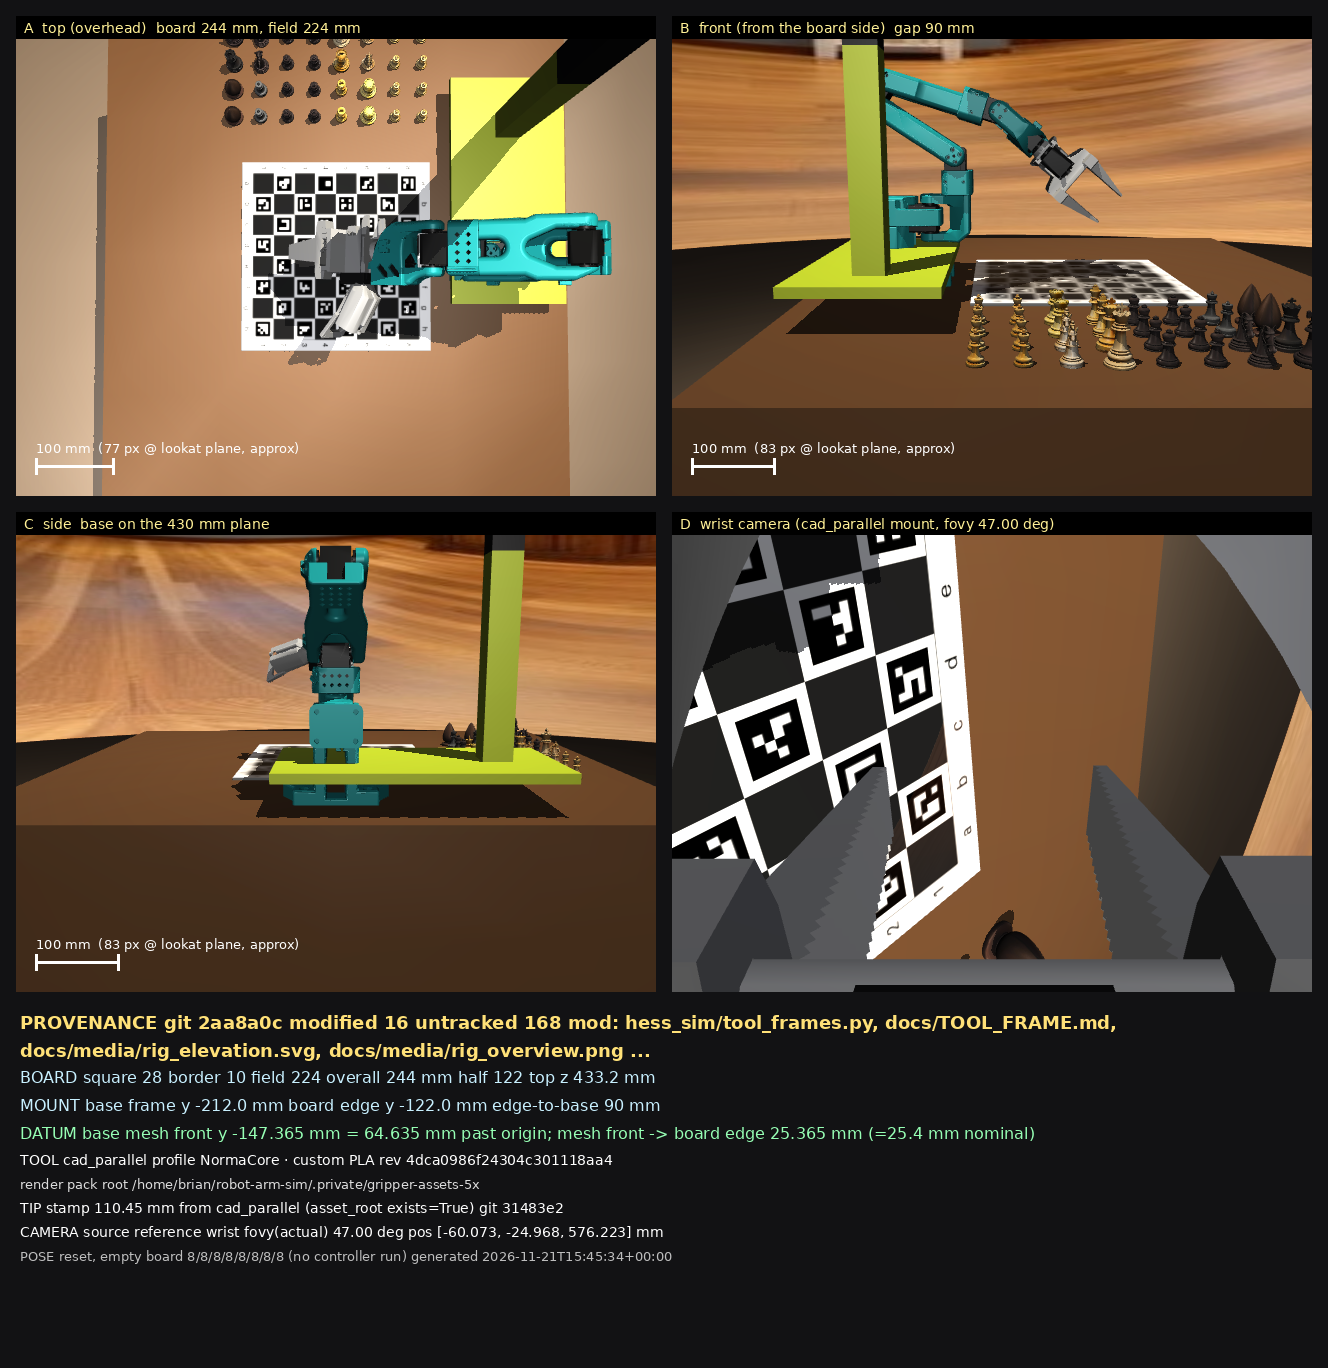 A  top (overhead)  board 244 mm, field 224 mm
B  front (from the board side)  gap 90 mm
100 mm  (77 px @ lookat plane, approx)
100 mm  (83 px @ lookat plane, approx)
C  side  base on the 430 mm plane
D  wrist camera (cad_parallel mount, fovy 47.00 deg)
e
d
c
b
a
1
2
100 mm  (83 px @ lookat plane, approx)
PROVENANCE git 2aa8a0c modified 16 untracked 168 mod: hess_sim/tool_frames.py, docs/TOOL_FRAME.md,
docs/media/rig_elevation.svg, docs/media/rig_overview.png ...
BOARD square 28 border 10 field 224 overall 244 mm half 122 top z 433.2 mm
MOUNT base frame y -212.0 mm board edge y -122.0 mm edge-to-base 90 mm
DATUM base mesh front y -147.365 mm = 64.635 mm past origin; mesh front -> board edge 25.365 mm (=25.4 mm nominal)
TOOL cad_parallel profile NormaCore · custom PLA rev 4dca0986f24304c301118aa4
render pack root /home/brian/robot-arm-sim/.private/gripper-assets-5x
TIP stamp 110.45 mm from cad_parallel (asset_root exists=True) git 31483e2
CAMERA source reference wrist fovy(actual) 47.00 deg pos [-60.073, -24.968, 576.223] mm
POSE reset, empty board 8/8/8/8/8/8/8/8 (no controller run) generated 2026-11-21T15:45:34+00:00